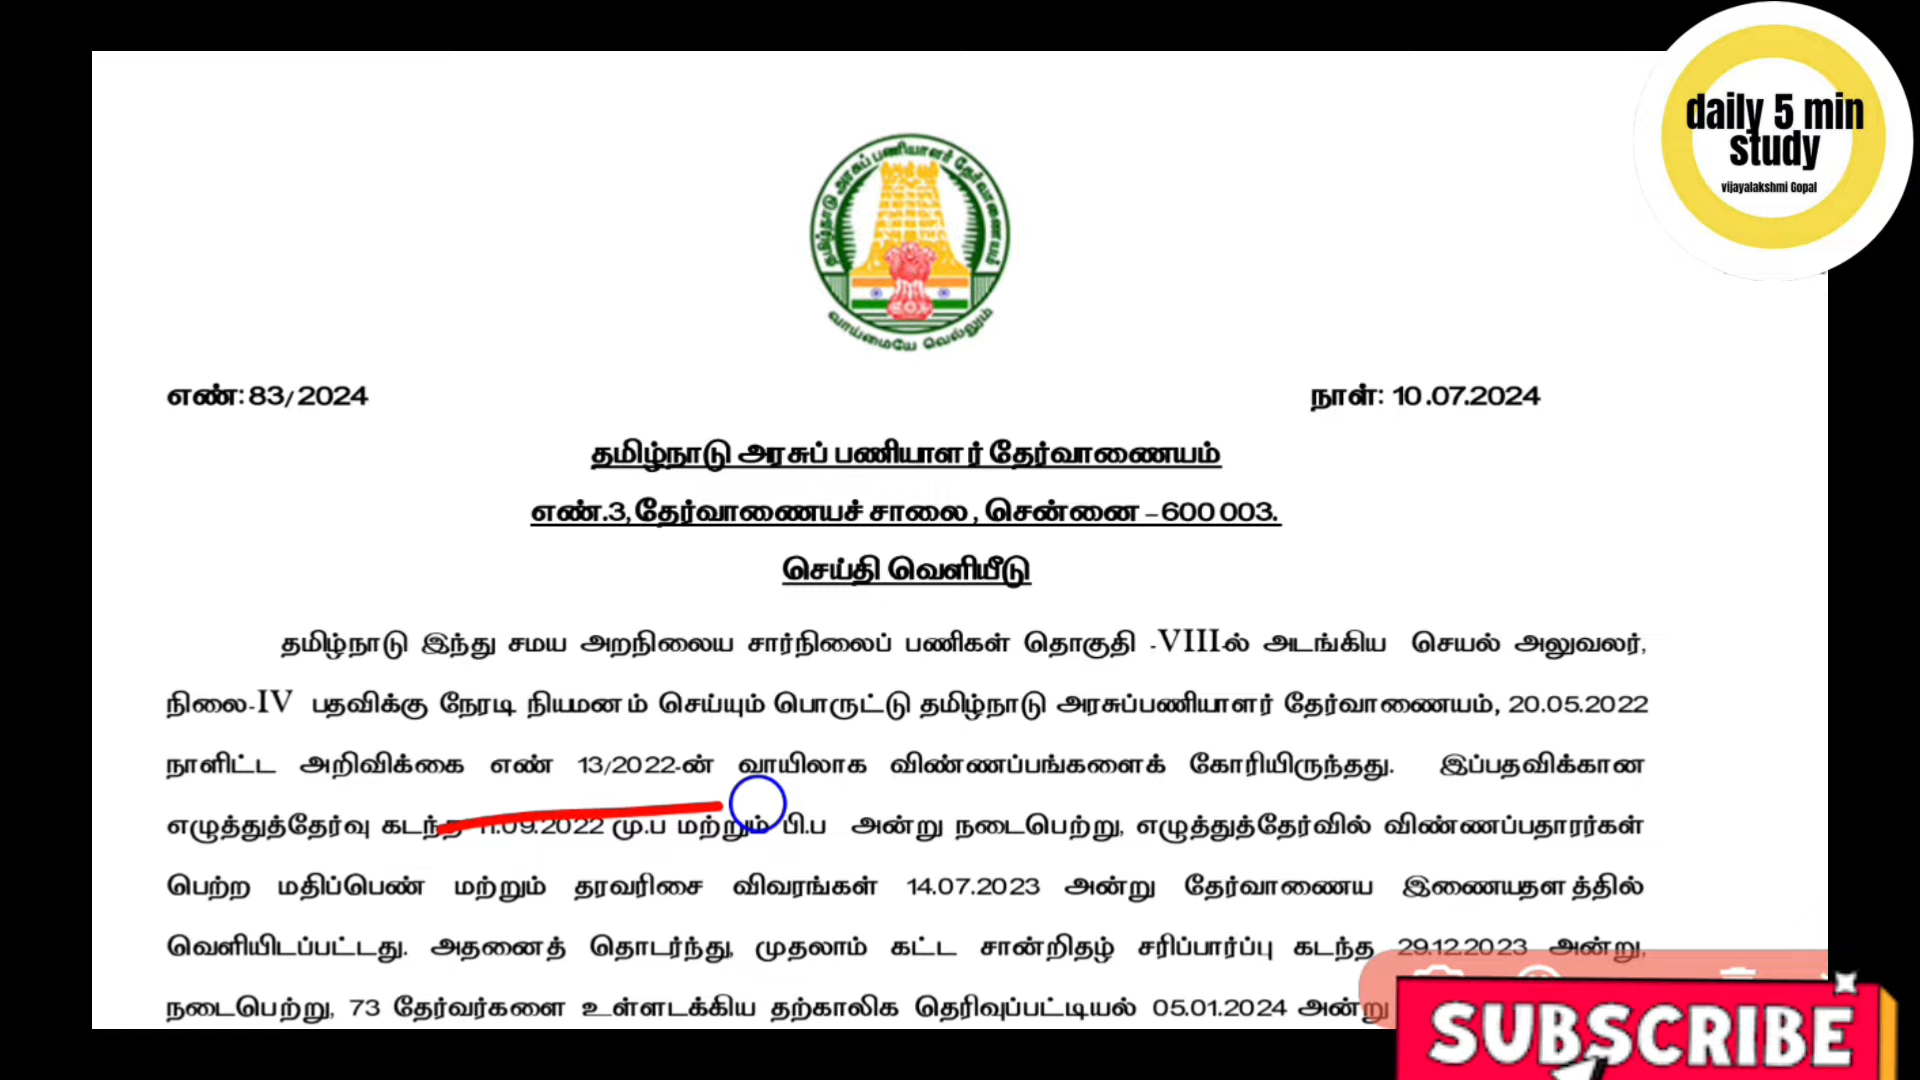 daily 5 min
study
vijayalakshmi Gopal
தமிழ்நாடு அரசுப் பணியாளர் தேர்வாணையம்
வாய்மையே வெல்லும்
எண்: 83/2024
நாள்: 10.07.2024
தமிழ்நாடு அரசுப் பணியாளர் தேர்வாணையம்
எண்.3, தேர்வாணையச் சாலை, சென்னை – 600 003.
செய்தி வெளியீடு
தமிழ்நாடு இந்து சமய அறநிலைய சார்நிலைப் பணிகள் தொகுதி -VIII-ல் அடங்கிய செயல் அலுவலர்,
நிலை-IV பதவிக்கு நேரடி நியமனம் செய்யும் பொருட்டு தமிழ்நாடு அரசுப்பணியாளர் தேர்வாணையம், 20.05.2022
நாளிட்ட அறிவிக்கை எண் 13/2022-ன் வாயிலாக விண்ணப்பங்களைக் கோரியிருந்தது. இப்பதவிக்கான
எழுத்துத்தேர்வு கடந்த 11.09.2022 மு.ப மற்றும் பி.ப அன்று நடைபெற்று, எழுத்துத்தேர்வில் விண்ணப்பதாரர்கள்
பெற்ற மதிப்பெண் மற்றும் தரவரிசை விவரங்கள் 14.07.2023 அன்று தேர்வாணைய இணையதளத்தில்
வெளியிடப்பட்டது. அதனைத் தொடர்ந்து, முதலாம் கட்ட சான்றிதழ் சரிப்பார்ப்பு கடந்த 29.12.2023 அன்று,
நடைபெற்று, 73 தேர்வர்களை உள்ளடக்கிய தற்காலிக தெரிவுப்பட்டியல் 05.01.2024 அன்று
SUBSCRIBE